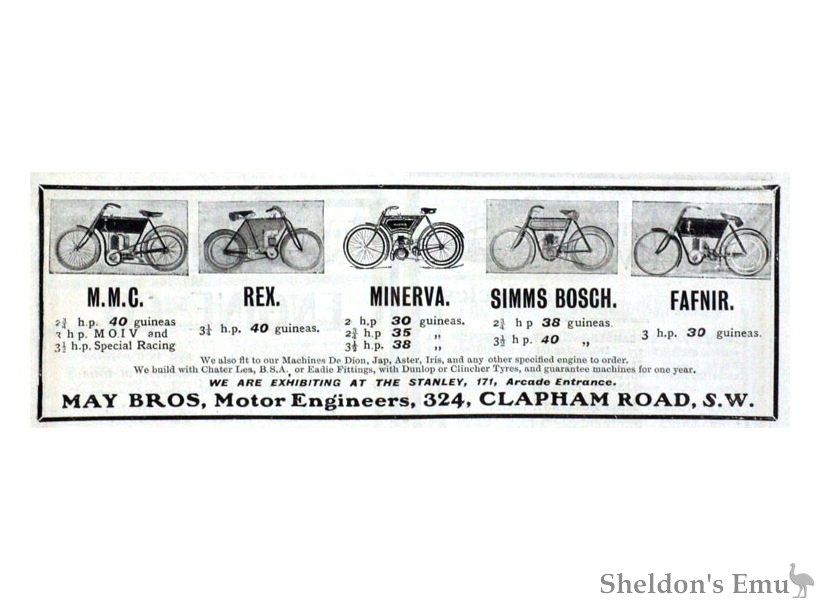 M.M.C.
2¾ h.p. 40 guineas
3 h p. M.O.I V and
3½ h.p. Special Racing
REX.
3¼ h.p. 40 guineas.
MINERVA.
2 h.p 30 guineas.
2¾ h.p. 35 „
3½ h.p. 38 „
SIMMS BOSCH.
2¾ h p 38 guineas
3½ h.p. 40 „
FAFNIR.
3 h.p. 30 guineas.
We also fit to our Machines De Dion, Jap, Aster, Iris, and any other specified engine to order.
We build with Chater Lea, B.S.A, or Eadie Fittings, with Dunlop or Clincher Tyres, and guarantee machines for one year.
WE ARE EXHIBITING AT THE STANLEY, 171, Arcade Entrance.
MAY BROS, Motor Engineers, 324, CLAPHAM ROAD, S.W.
Sheldon's Emu